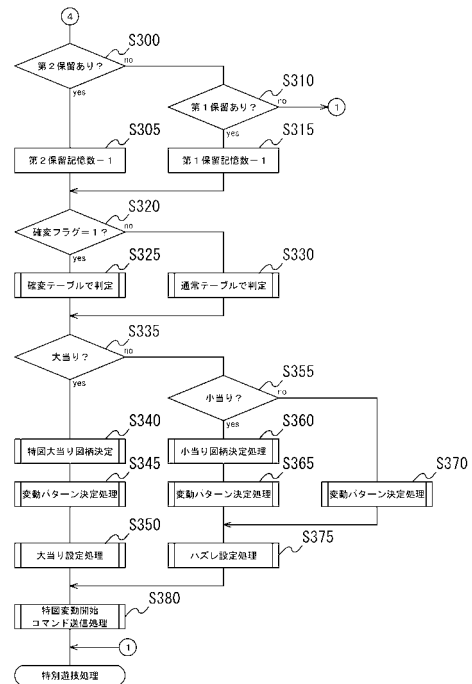 ④
S300
第2保留あり?
no
yes
S310
第1保留あり?
no
①
yes
S305
第2保留記憶数-1
S315
第1保留記憶数-1
S320
確変フラグ=1?
no
yes
S325
確変テーブルで判定
S330
通常テーブルで判定
S335
大当り?
no
yes
S355
小当り?
no
yes
S340
特図大当り図柄決定
S360
小当り図柄決定処理
S345
変動パターン決定処理
S365
変動パターン決定処理
S370
変動パターン決定処理
S350
大当り設定処理
S375
ハズレ設定処理
S380
特図変動開始
コマンド送信処理
①
特別遊技処理